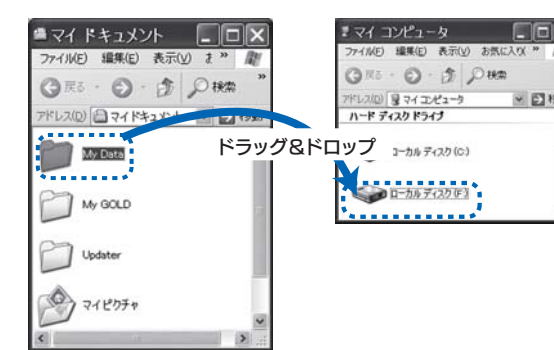 マイ ドキュメント
ファイル(F) 編集(E) 表示(V) ま »
戻る 検索 »
アドレス(D) マイ ドキュメント 移動
My Data
My GOLD
Updater
マイ ピクチャ
ドラッグ&ドロップ
マイ コンピュータ
ファイル(F) 編集(E) 表示(V) お気に入り( »
戻る 検索
アドレス(D) マイ コンピュータ
ハード ディスク ドライブ
ローカル ディスク (C:)
ローカル ディスク (F:)